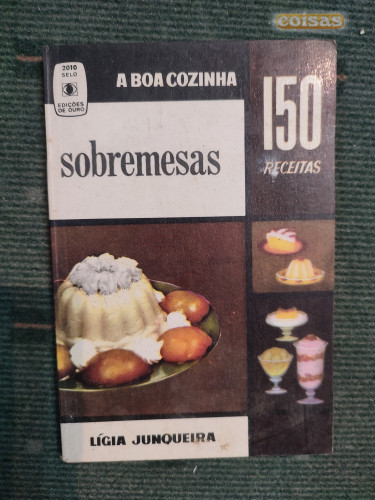 coisas
2010
SELO
EDIÇÕES
DE OURO
A BOA COZINHA
150
RECEITAS
sobremesas
LÍGIA JUNQUEIRA